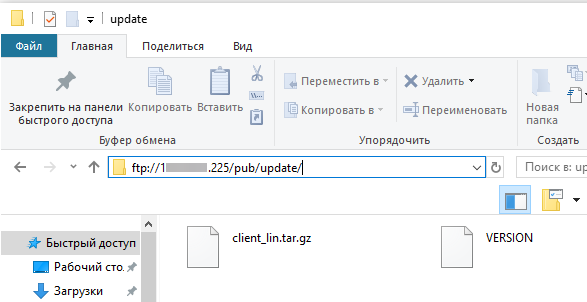 update
Файл
Главная
Поделиться
Вид
Закрепить на панели
быстрого доступа
Копировать
Вставить
Буфер обмена
Переместить в
Копировать в
Удалить
Переименовать
Упорядочить
Новая
папка
Создать
ftp://1 .225/pub/update/
Поиск в: up
Быстрый доступ
Рабочий сто.
Загрузки
client_lin.tar.gz
VERSION